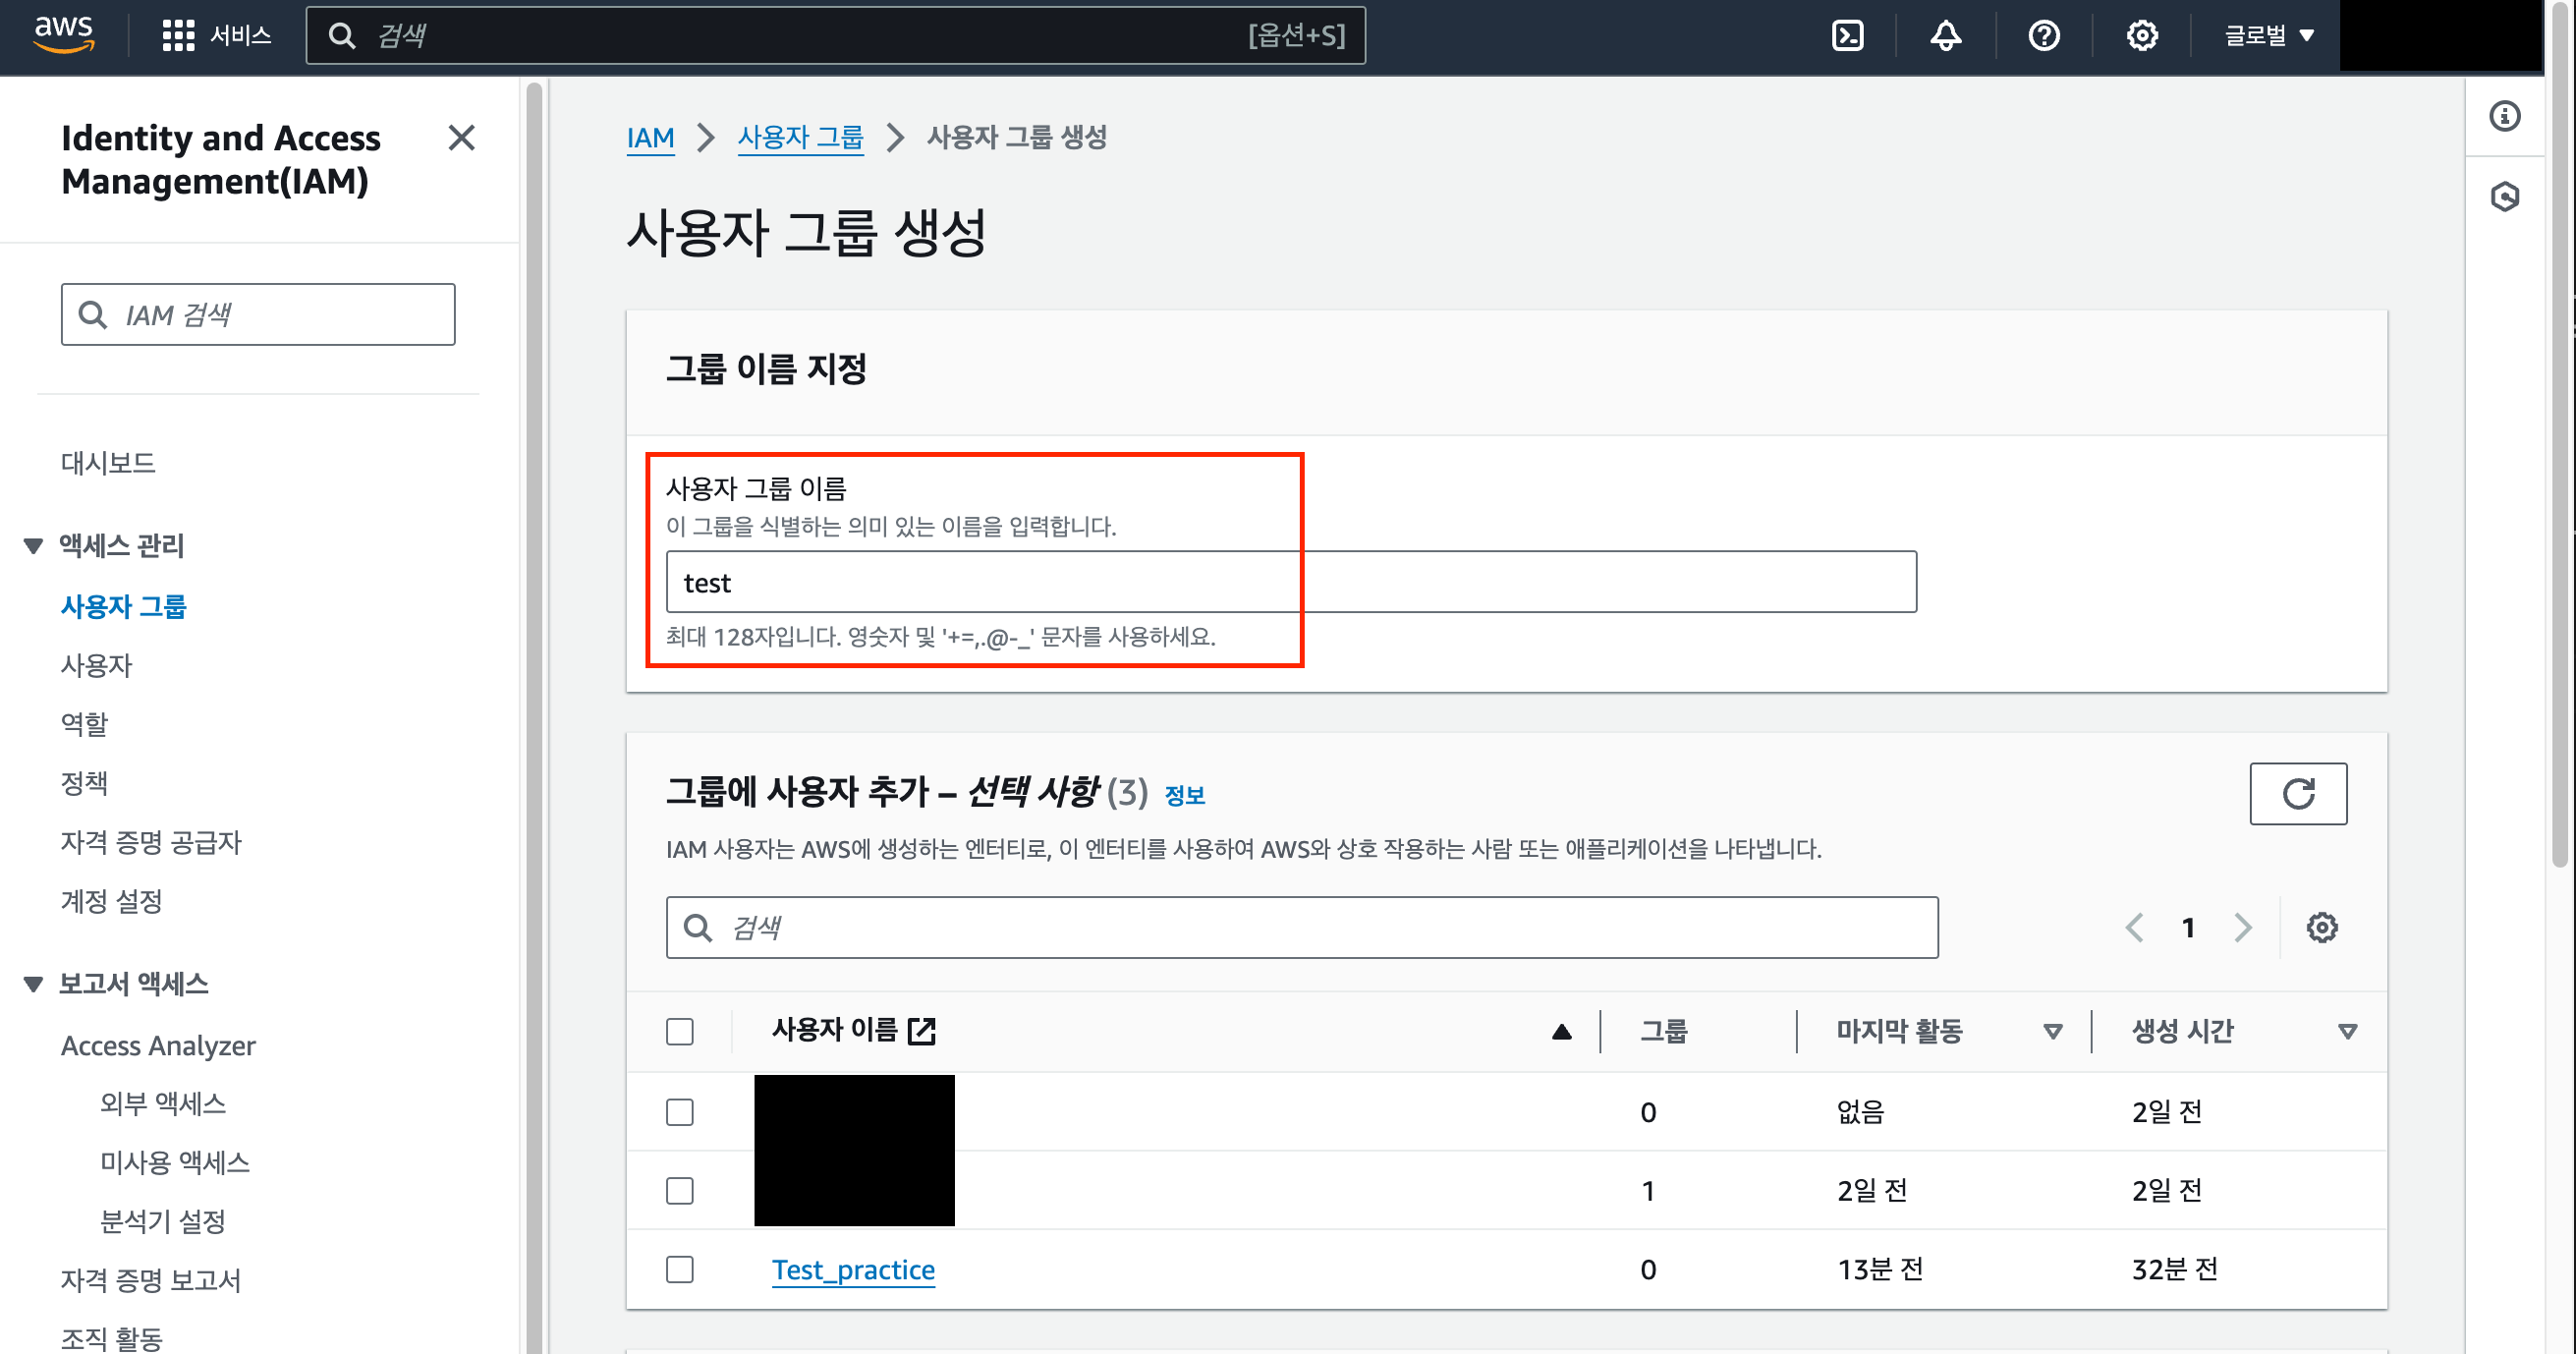 aws
서비스
검색
[옵션+S]
글로벌
Identity and Access
Management(IAM)
IAM 검색
대시보드
액세스 관리
사용자 그룹
사용자
역할
정책
자격 증명 공급자
계정 설정
보고서 액세스
Access Analyzer
외부 액세스
미사용 액세스
분석기 설정
자격 증명 보고서
조직 활동
IAM 사용자 그룹 사용자 그룹 생성
사용자 그룹 생성
그룹 이름 지정
사용자 그룹 이름
이 그룹을 식별하는 의미 있는 이름을 입력합니다.
test
최대 128자입니다. 영숫자 및 '+=,.@-_' 문자를 사용하세요.
그룹에 사용자 추가 – 선택 사항 (3) 정보
IAM 사용자는 AWS에 생성하는 엔터티로, 이 엔터티를 사용하여 AWS와 상호 작용하는 사람 또는 애플리케이션을 나타냅니다.
검색
1
사용자 이름 그룹 마지막 활동 생성 시간
0 없음 2일 전
1 2일 전 2일 전
Test_practice 0 13분 전 32분 전